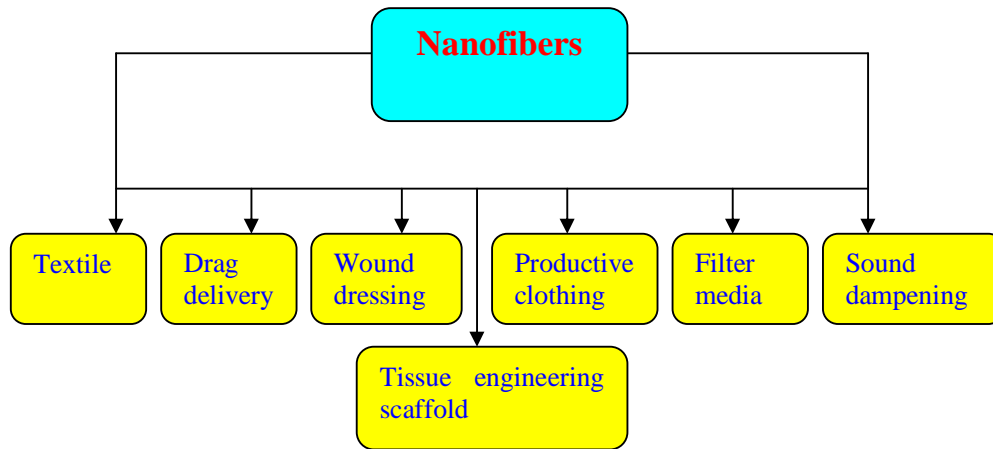 Nanofibers
Textile
Drag
delivery
Wound
dressing
Productive
clothing
Filter
media
Sound
dampening
Tissue engineering
scaffold